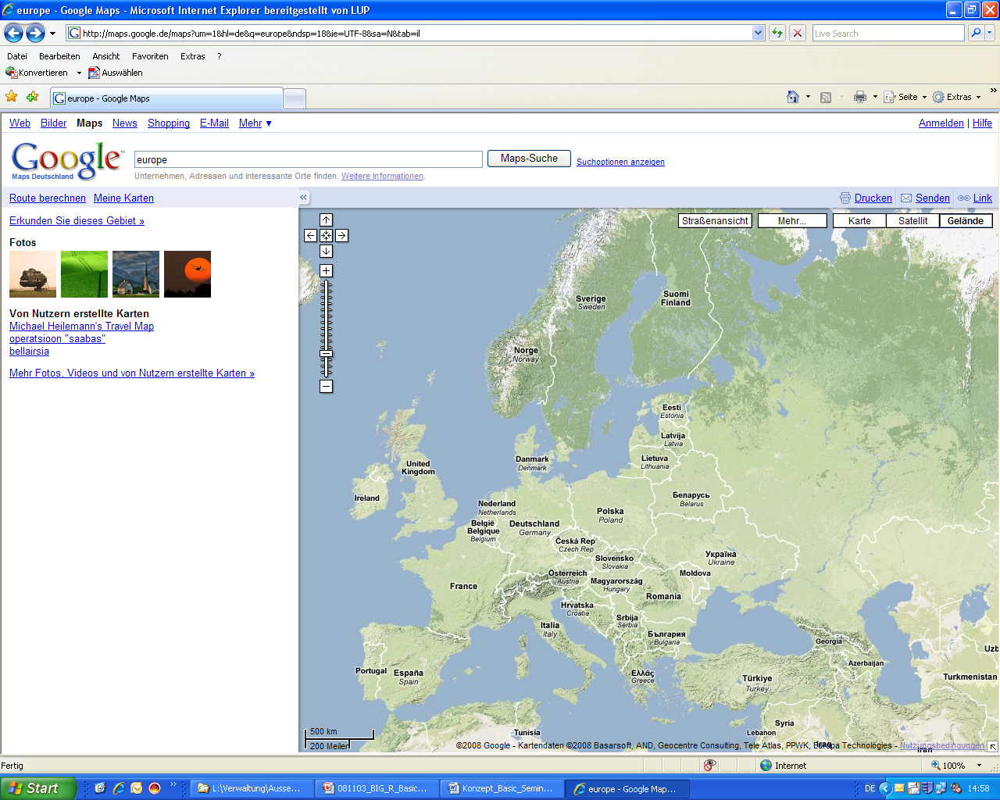 europe - Google Maps - Microsoft Internet Explorer bereitgestellt von LUP
http://maps.google.de/maps?um=1&hl=de&q=europe&ndsp=18&ie=UTF-8&sa=N&tab=il
Live Search
Datei Bearbeiten Ansicht Favoriten Extras ?
Konvertieren Auswählen
europe - Google Maps
Seite Extras
Web Bilder Maps News Shopping E-Mail Mehr ▼
Anmelden | Hilfe
Google™
Maps Deutschland
europe
Maps-Suche
Suchoptionen anzeigen
Unternehmen, Adressen und interessante Orte finden. Weitere Informationen.
Route berechnen Meine Karten
«
Drucken Senden Link
Erkunden Sie dieses Gebiet »
Fotos
Von Nutzern erstellte Karten
Michael Heilemann's Travel Map
operatsioon "saabas"
bellairsia
Mehr Fotos, Videos und von Nutzern erstellte Karten »
Straßenansicht Mehr... Karte Satellit Gelände
Sverige
Sweden
Suomi
Finland
Norge
Norway
Eesti
Estonia
Latvija
Latvia
Lietuva
Lithuania
Danmark
Denmark
United
Kingdom
Ireland
Беларусь
Belarus
Nederland
Netherlands
Polska
Poland
België
Belgique
Belgium
Deutschland
Germany
Česká Rep
Czech Rep
Україна
Ukraine
Slovensko
Slovakia
Österreich
Austria
Magyarország
Hungary
Moldova
France
Romania
Hrvatska
Croatia
Srbija
Serbia
Italia
Italy
България
Bulgaria
Georgia
Azerbaijan
Uzb
Turkmenistan
Portugal
España
Spain
Ελλάς
Greece
Türkiye
Turkey
Syria
Lebanon
Tunisia
Iraq
Iran
500 km
200 Meilen
©2008 Google - Kartendaten ©2008 Basarsoft, AND, Geocentre Consulting, Tele Atlas, PPWK, Europa Technologies - Nutzungsbedingungen
Fertig
Internet
100%
Start
L:\Verwaltung\Ausse...
081103_BIG_R_Basic...
Konzept_Basic_Semin...
europe - Google Map...
DE
14:58